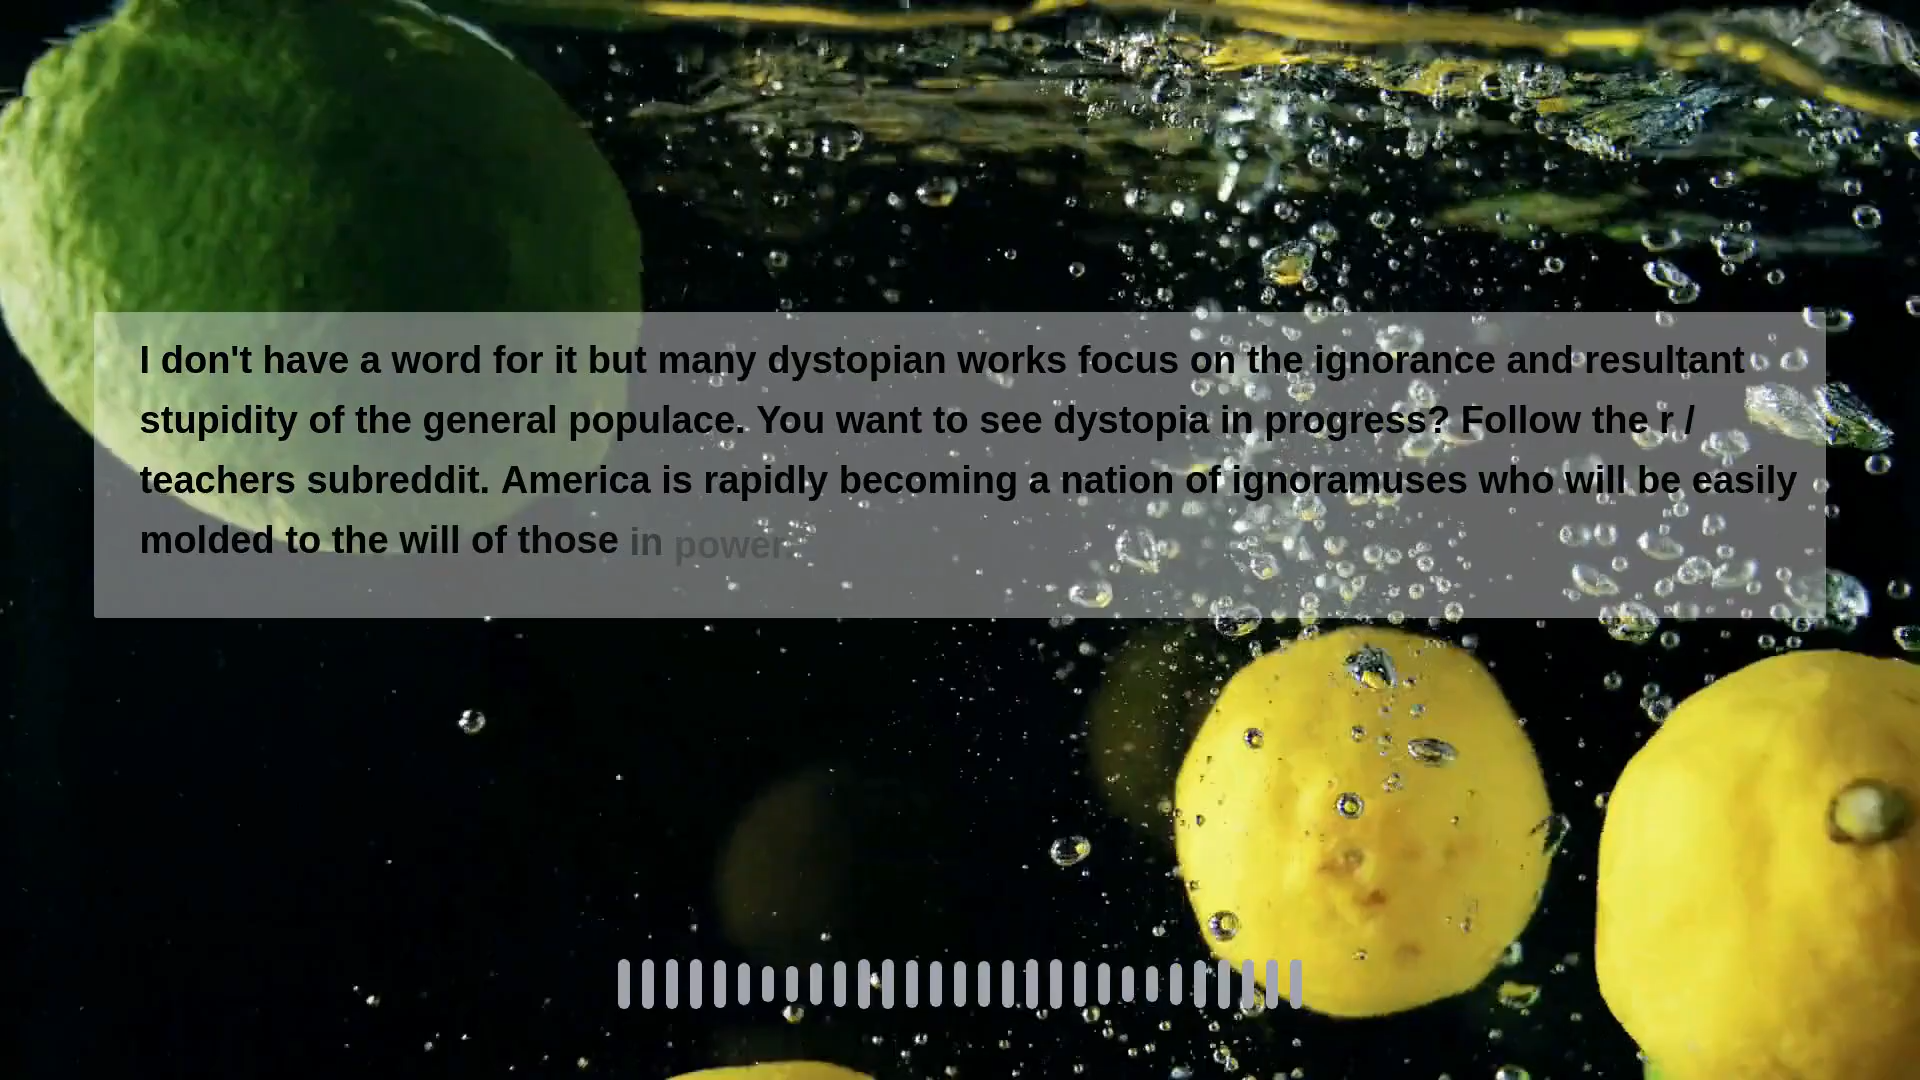 I don't have a word for it but many dystopian works focus on the ignorance and resultant
stupidity of the general populace. You want to see dystopia in progress? Follow the r /
teachers subreddit. America is rapidly becoming a nation of ignoramuses who will be easily
molded to the will of those in power.